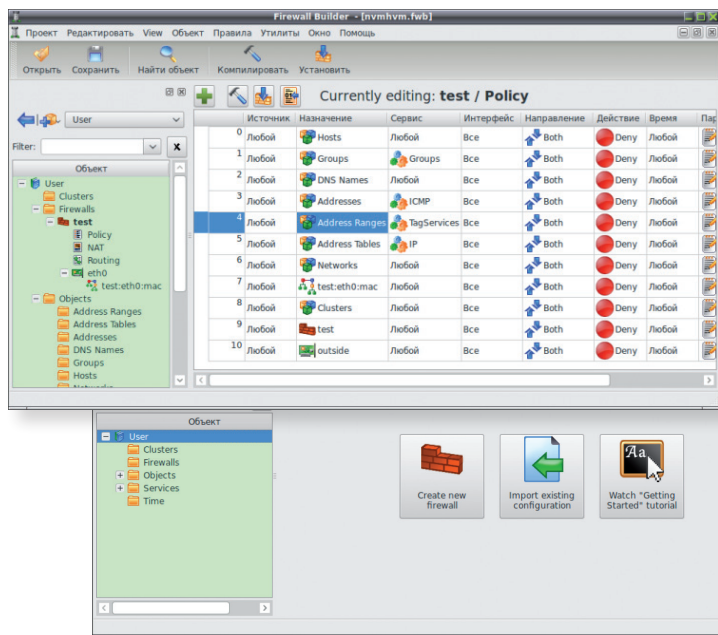 Firewall Builder - [nvmhvm.fwb]
Проект Редактировать View Объект Правила Утилиты Окно Помощь
Открыть Сохранить Найти объект Компилировать Установить
User
Filter:
X
Объект
User
Clusters
Firewalls
test
Policy
NAT
Routing
eth0
test:eth0:mac
Objects
Address Ranges
Address Tables
Addresses
DNS Names
Groups
Hosts
Currently editing: test / Policy
Источник Назначение Сервис Интерфейс Направление Действие Время Пар
0 Любой Hosts Любой Все Both Deny Любой
1 Любой Groups Groups Все Both Deny Любой
2 Любой DNS Names Любой Все Both Deny Любой
3 Любой Addresses ICMP Все Both Deny Любой
4 Любой Address Ranges TagServices Все Both Deny Любой
5 Любой Address Tables IP Все Both Deny Любой
6 Любой Networks Любой Все Both Deny Любой
7 Любой test:eth0:mac Любой Все Both Deny Любой
8 Любой Clusters Любой Все Both Deny Любой
9 Любой test Любой Все Both Deny Любой
10 Любой outside Любой Все Both Deny Любой
Объект
User
Clusters
Firewalls
Objects
Services
Time
Create new
firewall
Import existing
configuration
Aa
Watch "Getting
Started" tutorial